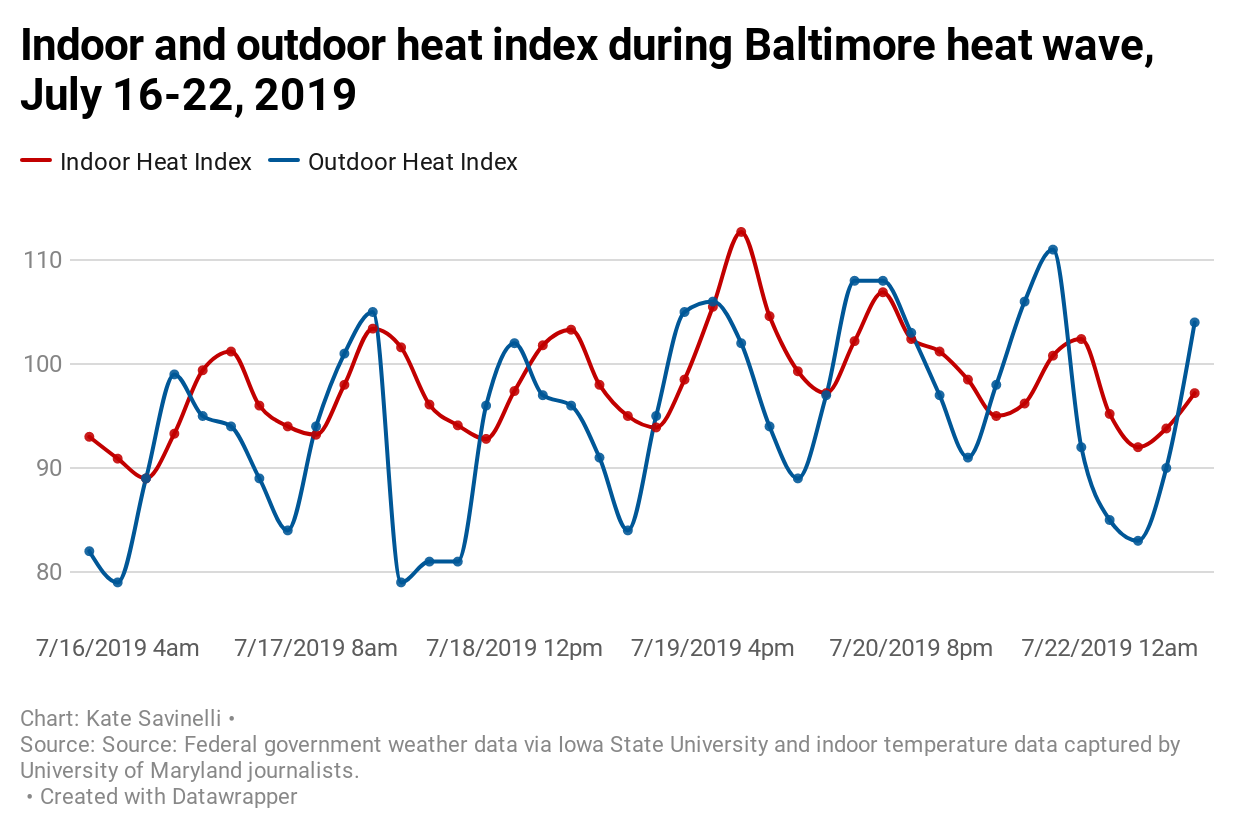 Indoor and outdoor heat index during Baltimore heat wave,
July 16-22, 2019
Indoor Heat Index Outdoor Heat Index
110
100
90
80
7/16/2019 4am 7/17/2019 8am 7/18/2019 12pm 7/19/2019 4pm 7/20/2019 8pm 7/22/2019 12am
Chart: Kate Savinelli •
Source: Source: Federal government weather data via Iowa State University and indoor temperature data captured by
University of Maryland journalists.
• Created with Datawrapper